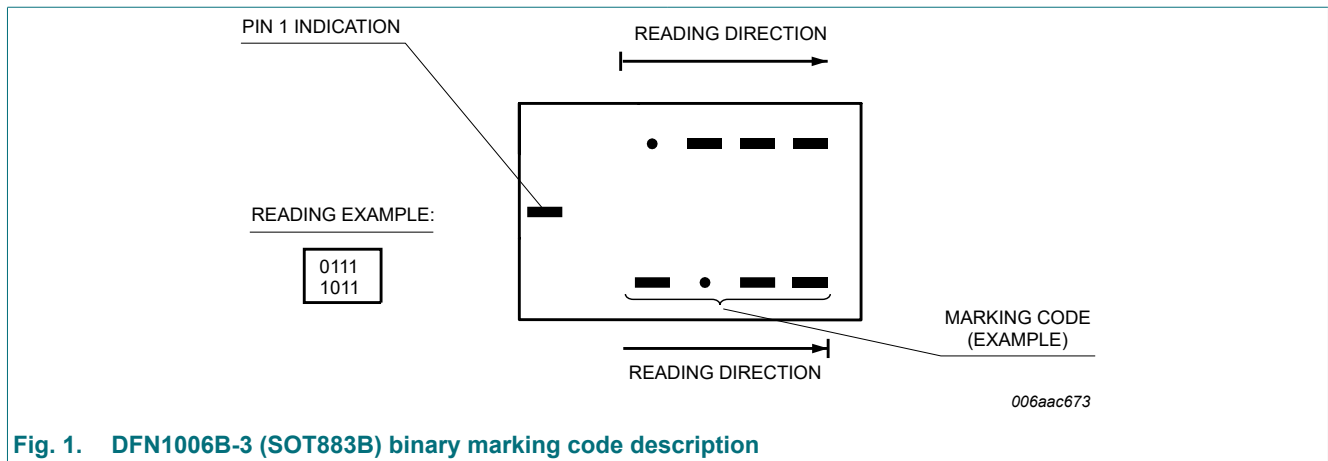 PIN 1 INDICATION
READING DIRECTION
READING EXAMPLE:
0111
1011
MARKING CODE
(EXAMPLE)
READING DIRECTION
006aac673
Fig. 1. DFN1006B-3 (SOT883B) binary marking code description